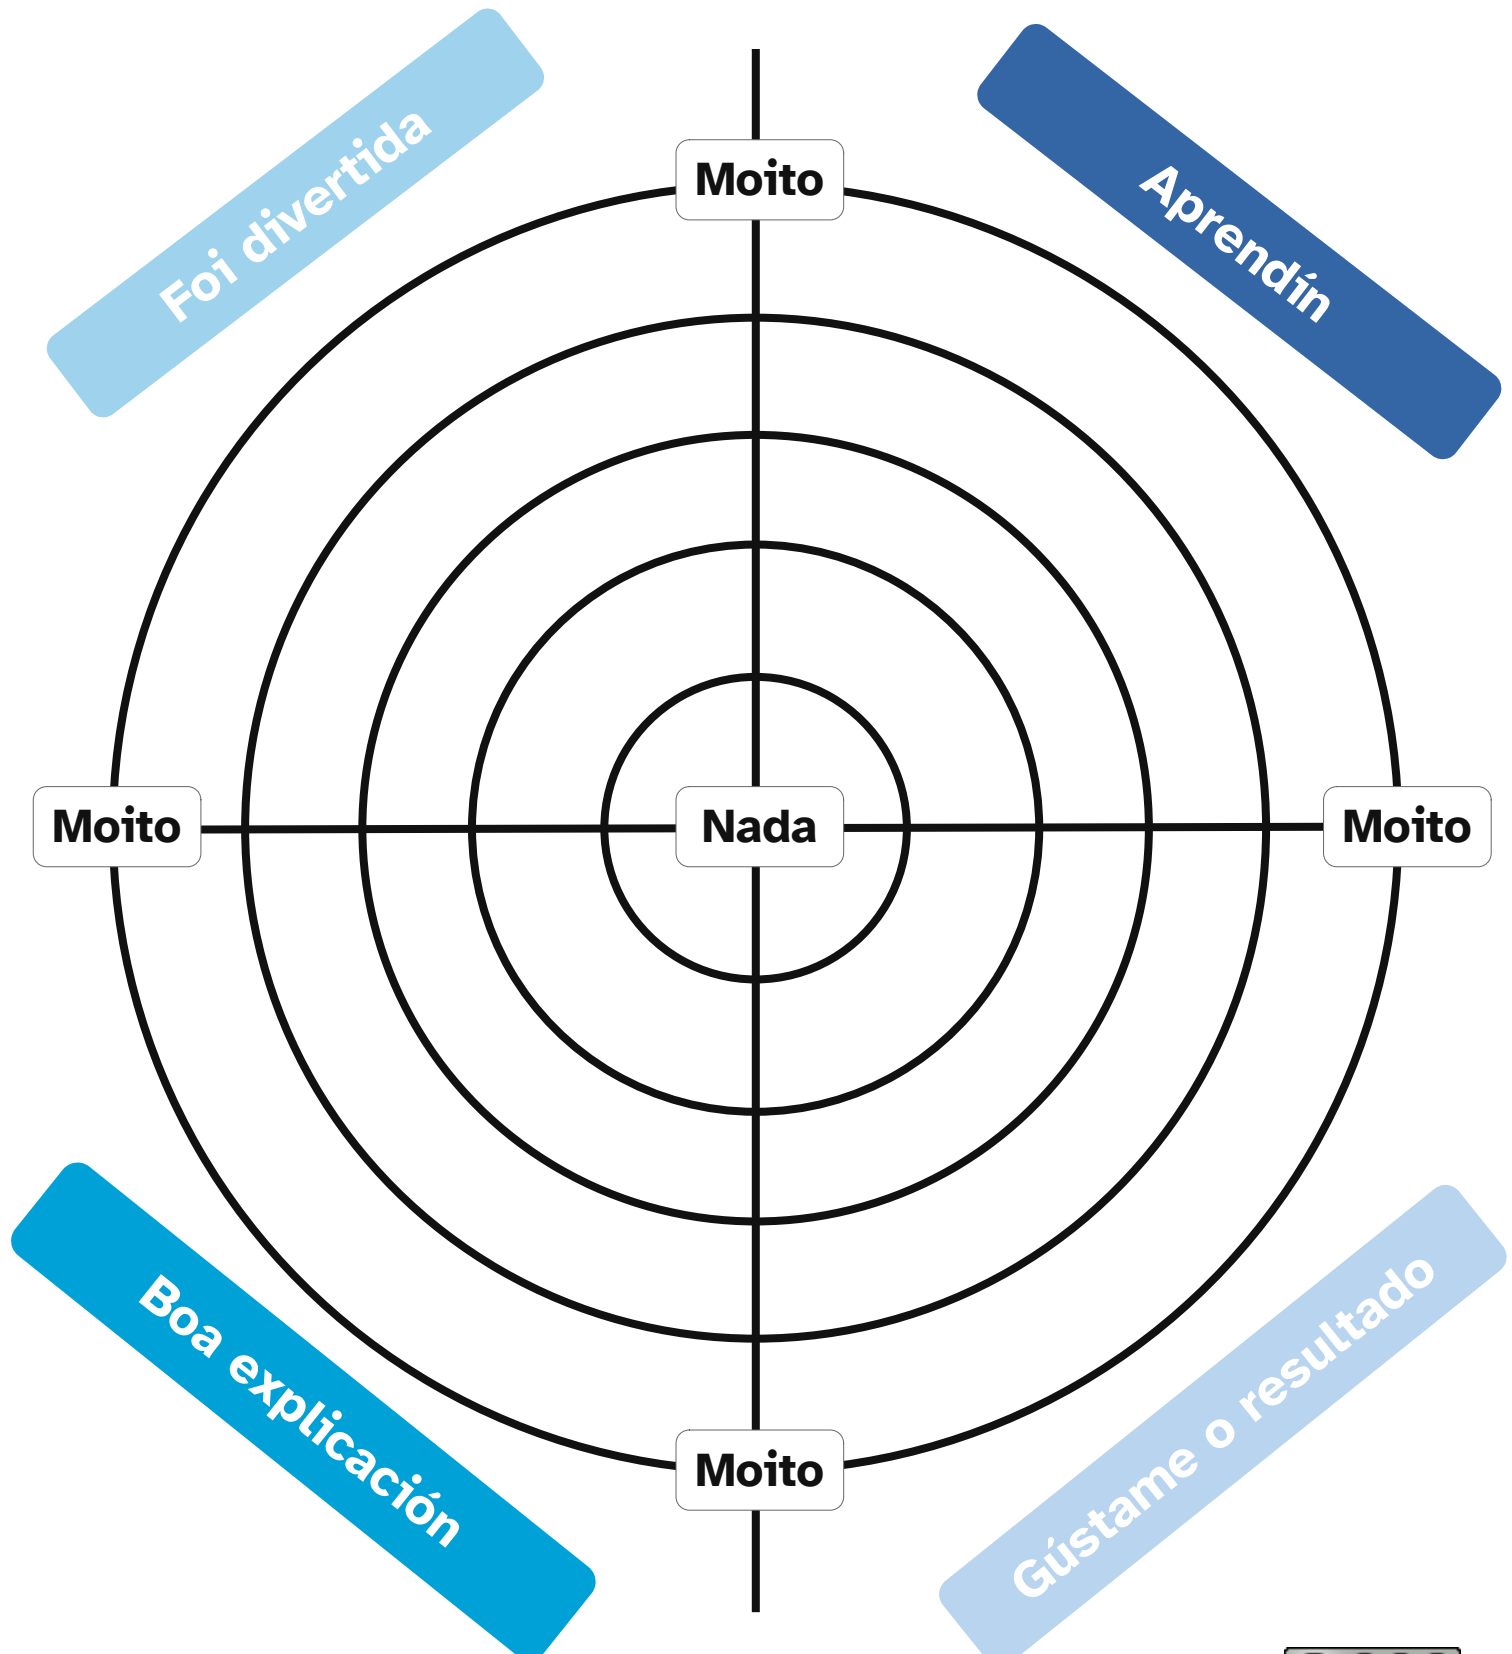 Foi divertida
Aprendín
Moito
Moito
Nada
Moito
Moito
Boa explicación
Gústame o resultado